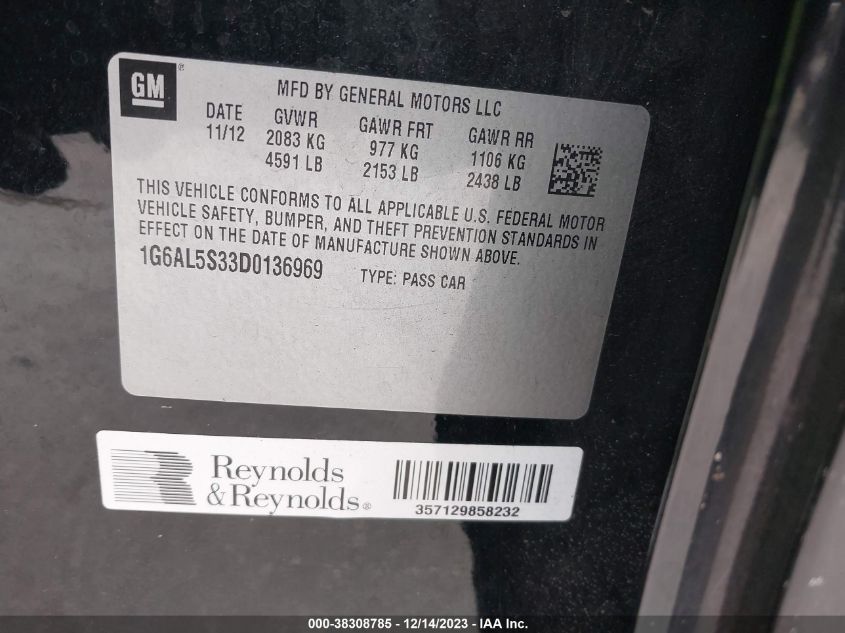 GM®
MFD BY GENERAL MOTORS LLC
DATE GVWR GAWR FRT GAWR RR
11/12 2083 KG 977 KG 1106 KG
4591 LB 2153 LB 2438 LB
THIS VEHICLE CONFORMS TO ALL APPLICABLE U.S. FEDERAL MOTOR
VEHICLE SAFETY, BUMPER, AND THEFT PREVENTION STANDARDS IN
EFFECT ON THE DATE OF MANUFACTURE SHOWN ABOVE.
1G6AL5S33D0136969 TYPE: PASS CAR
Reynolds
& Reynolds®
357129858232
000-38308785 - 12/14/2023 - IAA Inc.